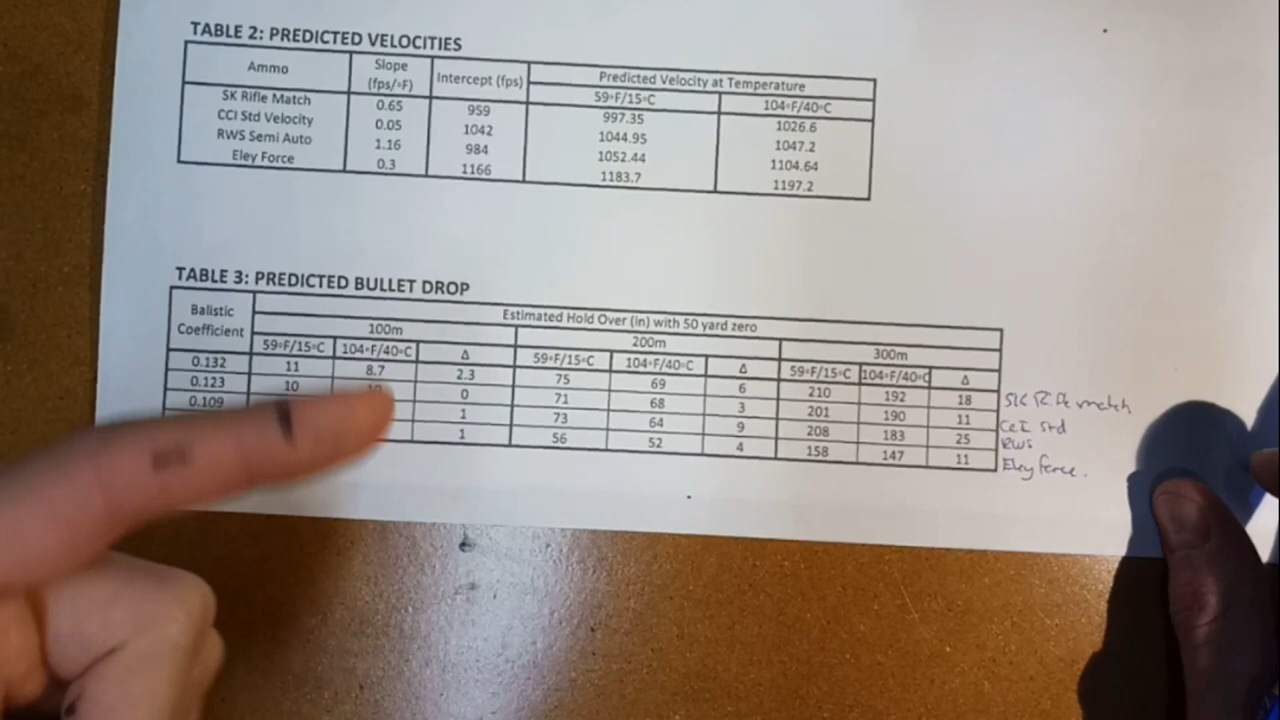 TABLE 2: PREDICTED VELOCITIES
Ammo Slope (fps/◦F) Intercept (fps) Predicted Velocity at Temperature
59◦F/15◦C 104◦F/40◦C
SK Rifle Match 0.65 959 997.35 1026.6
CCI Std Velocity 0.05 1042 1044.95 1047.2
RWS Semi Auto 1.16 984 1052.44 1104.64
Eley Force 0.3 1166 1183.7 1197.2
TABLE 3: PREDICTED BULLET DROP
Balistic Coefficient Estimated Hold Over (in) with 50 yard zero
100m 200m 300m
59◦F/15◦C 104◦F/40◦C Δ 59◦F/15◦C 104◦F/40◦C Δ 59◦F/15◦C 104◦F/40◦C Δ
0.132 11 8.7 2.3 75 69 6 210 192 18 SK Rifle match
0.123 10 10 0 71 68 3 201 190 11 CCI Std
0.109 1 73 64 9 208 183 25 RWS
1 56 52 4 158 147 11 Eley force.